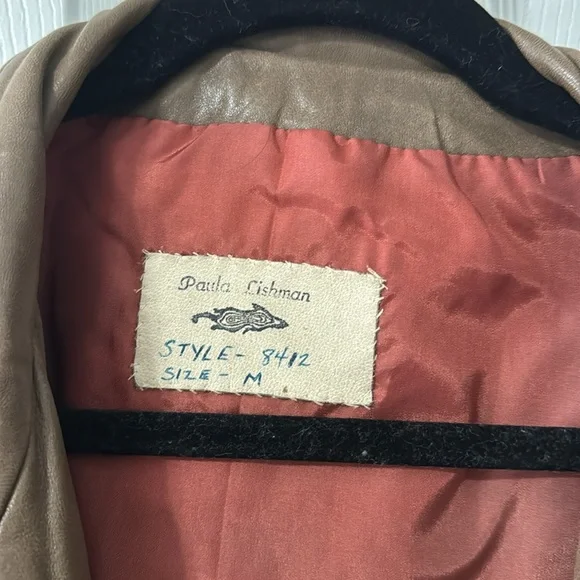 Paula Lishman
STYLE - 8412
SIZE - M